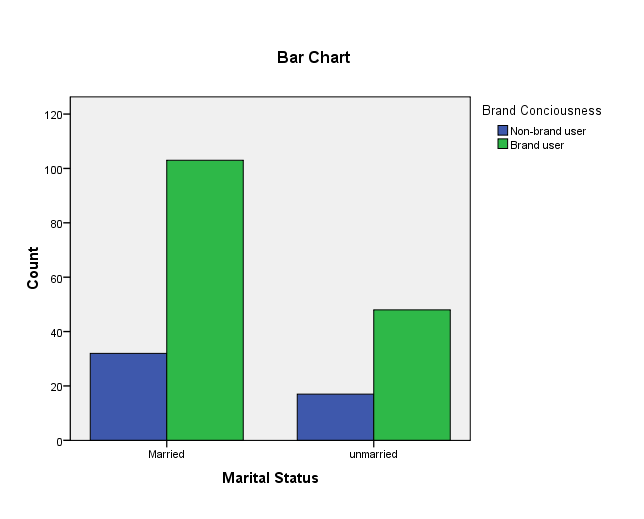 Bar Chart
Brand Conciousness
Non-brand user
Brand user
120
100
80
60
40
20
0
Count
Married
unmarried
Marital Status